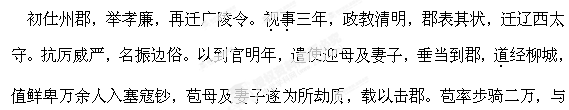 初仕州郡，举孝廉，再迁广陵令。视事三年，政教清明，郡表其状，迁辽西太
守。抗厉威严，名振边俗。以到官明年，遣使迎母及妻子，垂当到郡，道经柳城，
值鲜卑万余人入塞寇钞，苞母及妻子遂为所劫质，载以击郡。苞率步骑二万，与